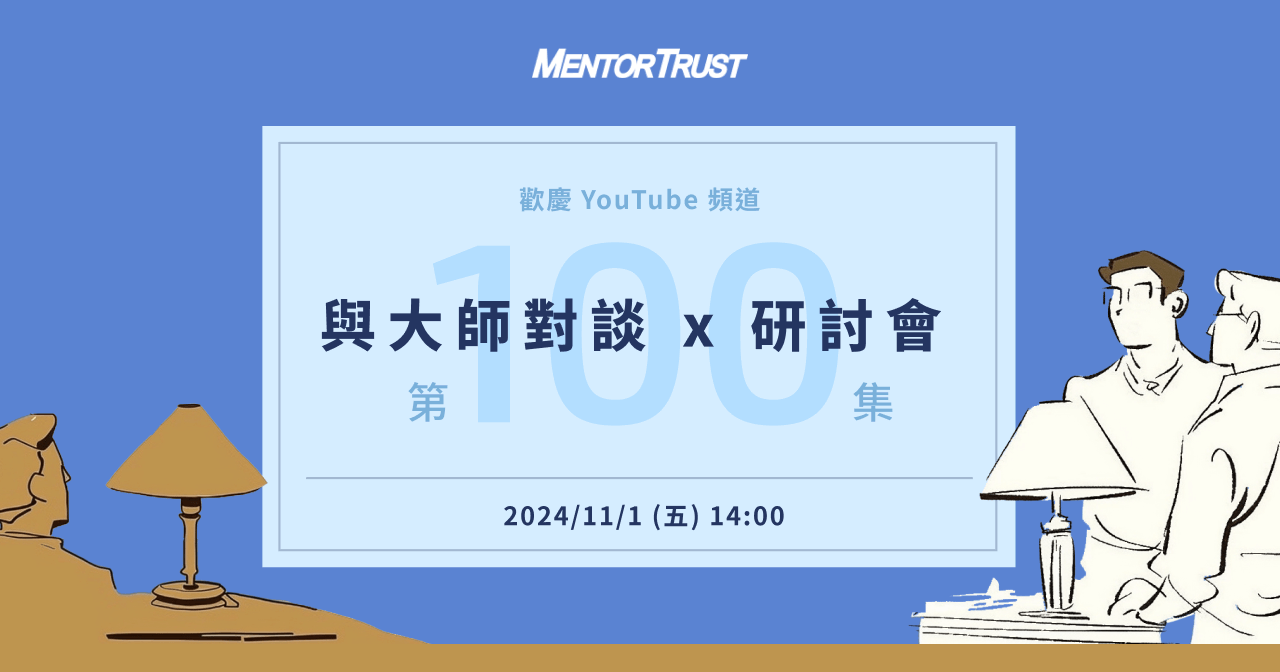 MENTORTRUST
歡慶 YouTube 頻道
與大師對談 x 研討會
第 100 集
2024/11/1 (五) 14:00